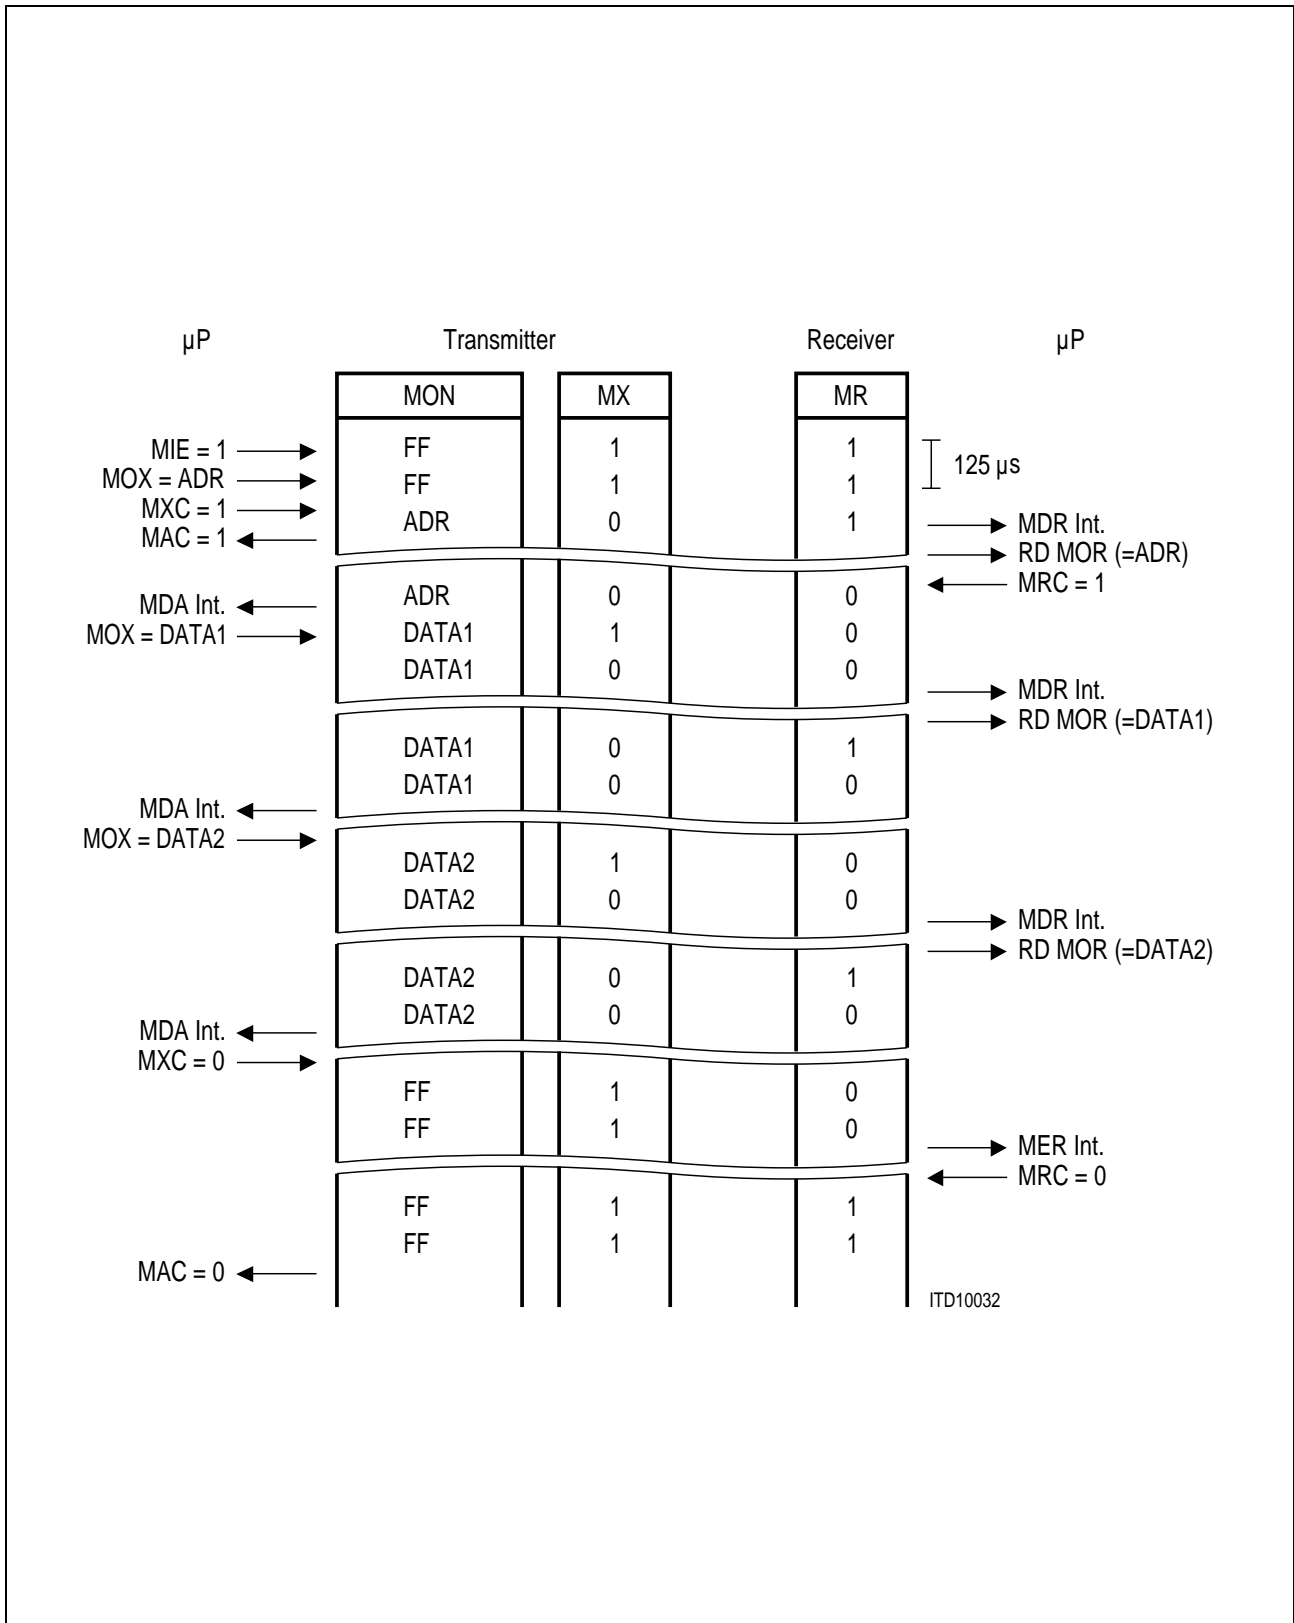 µP Transmitter Receiver µP
MON MX MR
MIE = 1 FF 1 1
125 µs
MOX = ADR FF 1 1
MXC = 1 ADR 0 1 MDR Int.
MAC = 1 RD MOR (=ADR)
MRC = 1
MDA Int. ADR 0 0
MOX = DATA1 DATA1 1 0
DATA1 0 0
MDR Int.
RD MOR (=DATA1)
DATA1 0 1
DATA1 0 0
MDA Int.
MOX = DATA2
DATA2 1 0
DATA2 0 0
MDR Int.
RD MOR (=DATA2)
DATA2 0 1
DATA2 0 0
MDA Int.
MXC = 0
FF 1 0
FF 1 0
MER Int.
MRC = 0
FF 1 1
FF 1 1
MAC = 0
ITD10032